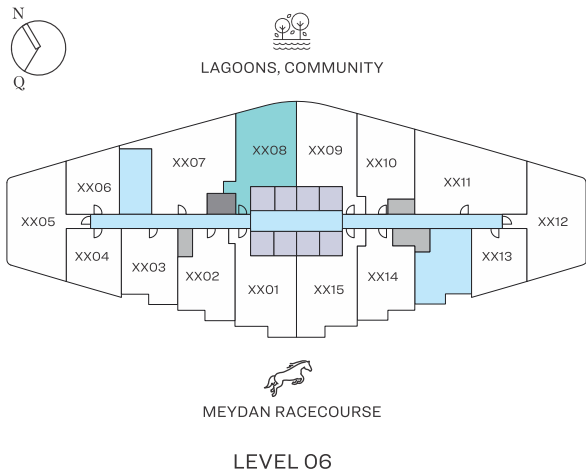 N
Q
LAGOONS, COMMUNITY
XX08
XX09
XX07
XX10
XX06
XX11
XX05
XX12
XX04
XX03
XX02
XX01
XX15
XX14
XX13
MEYDAN RACECOURSE
LEVEL 06